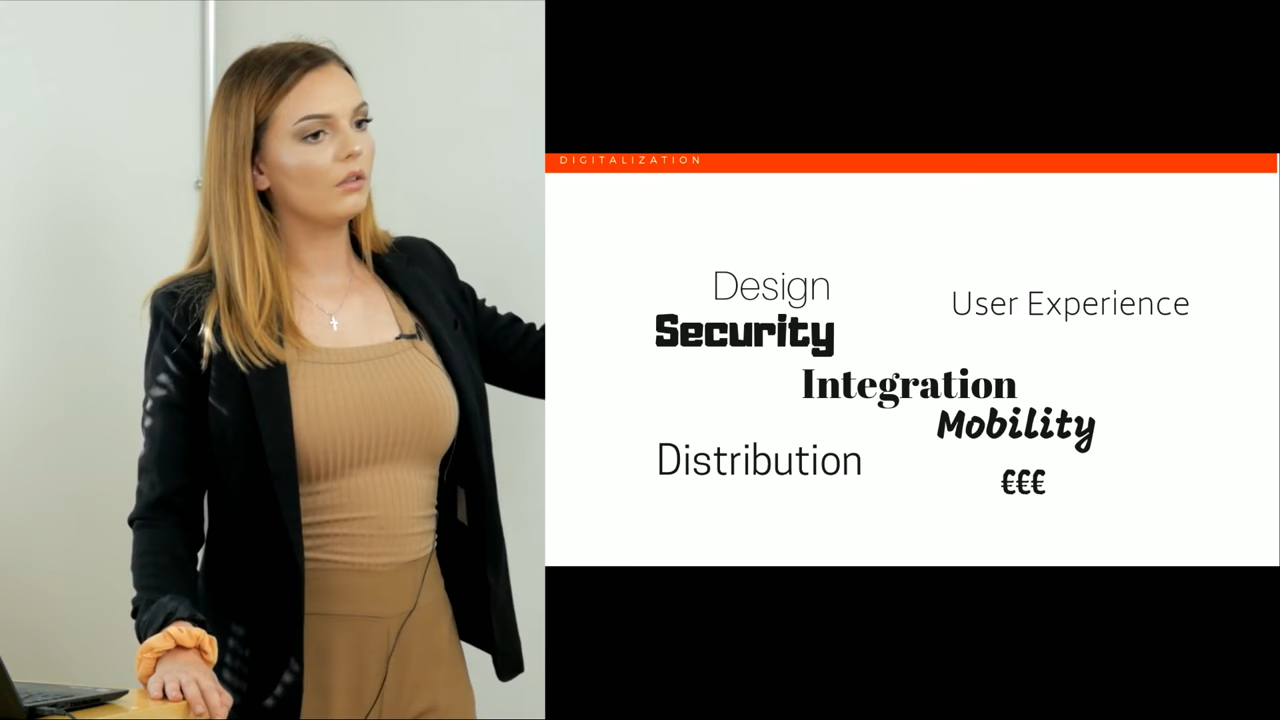 DIGITALIZATION
Design
User Experience
Security
Integration
Mobility
Distribution
€€€